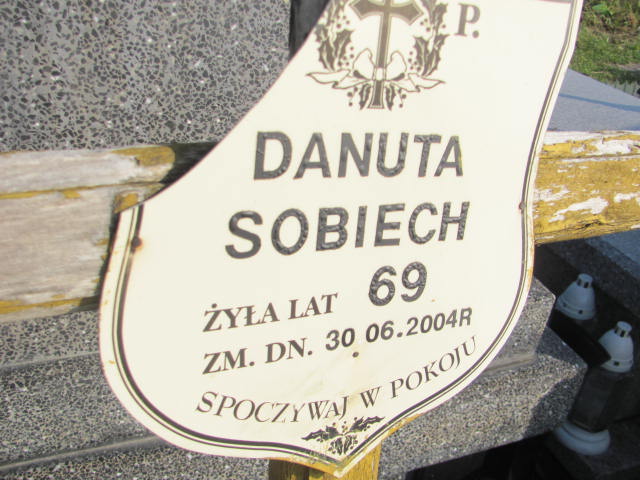 P.
DANUTA
SOBIECH
ŻYŁA LAT 69
ZM. DN. 30 06.2004R
SPOCZYWAJ W POKOJU